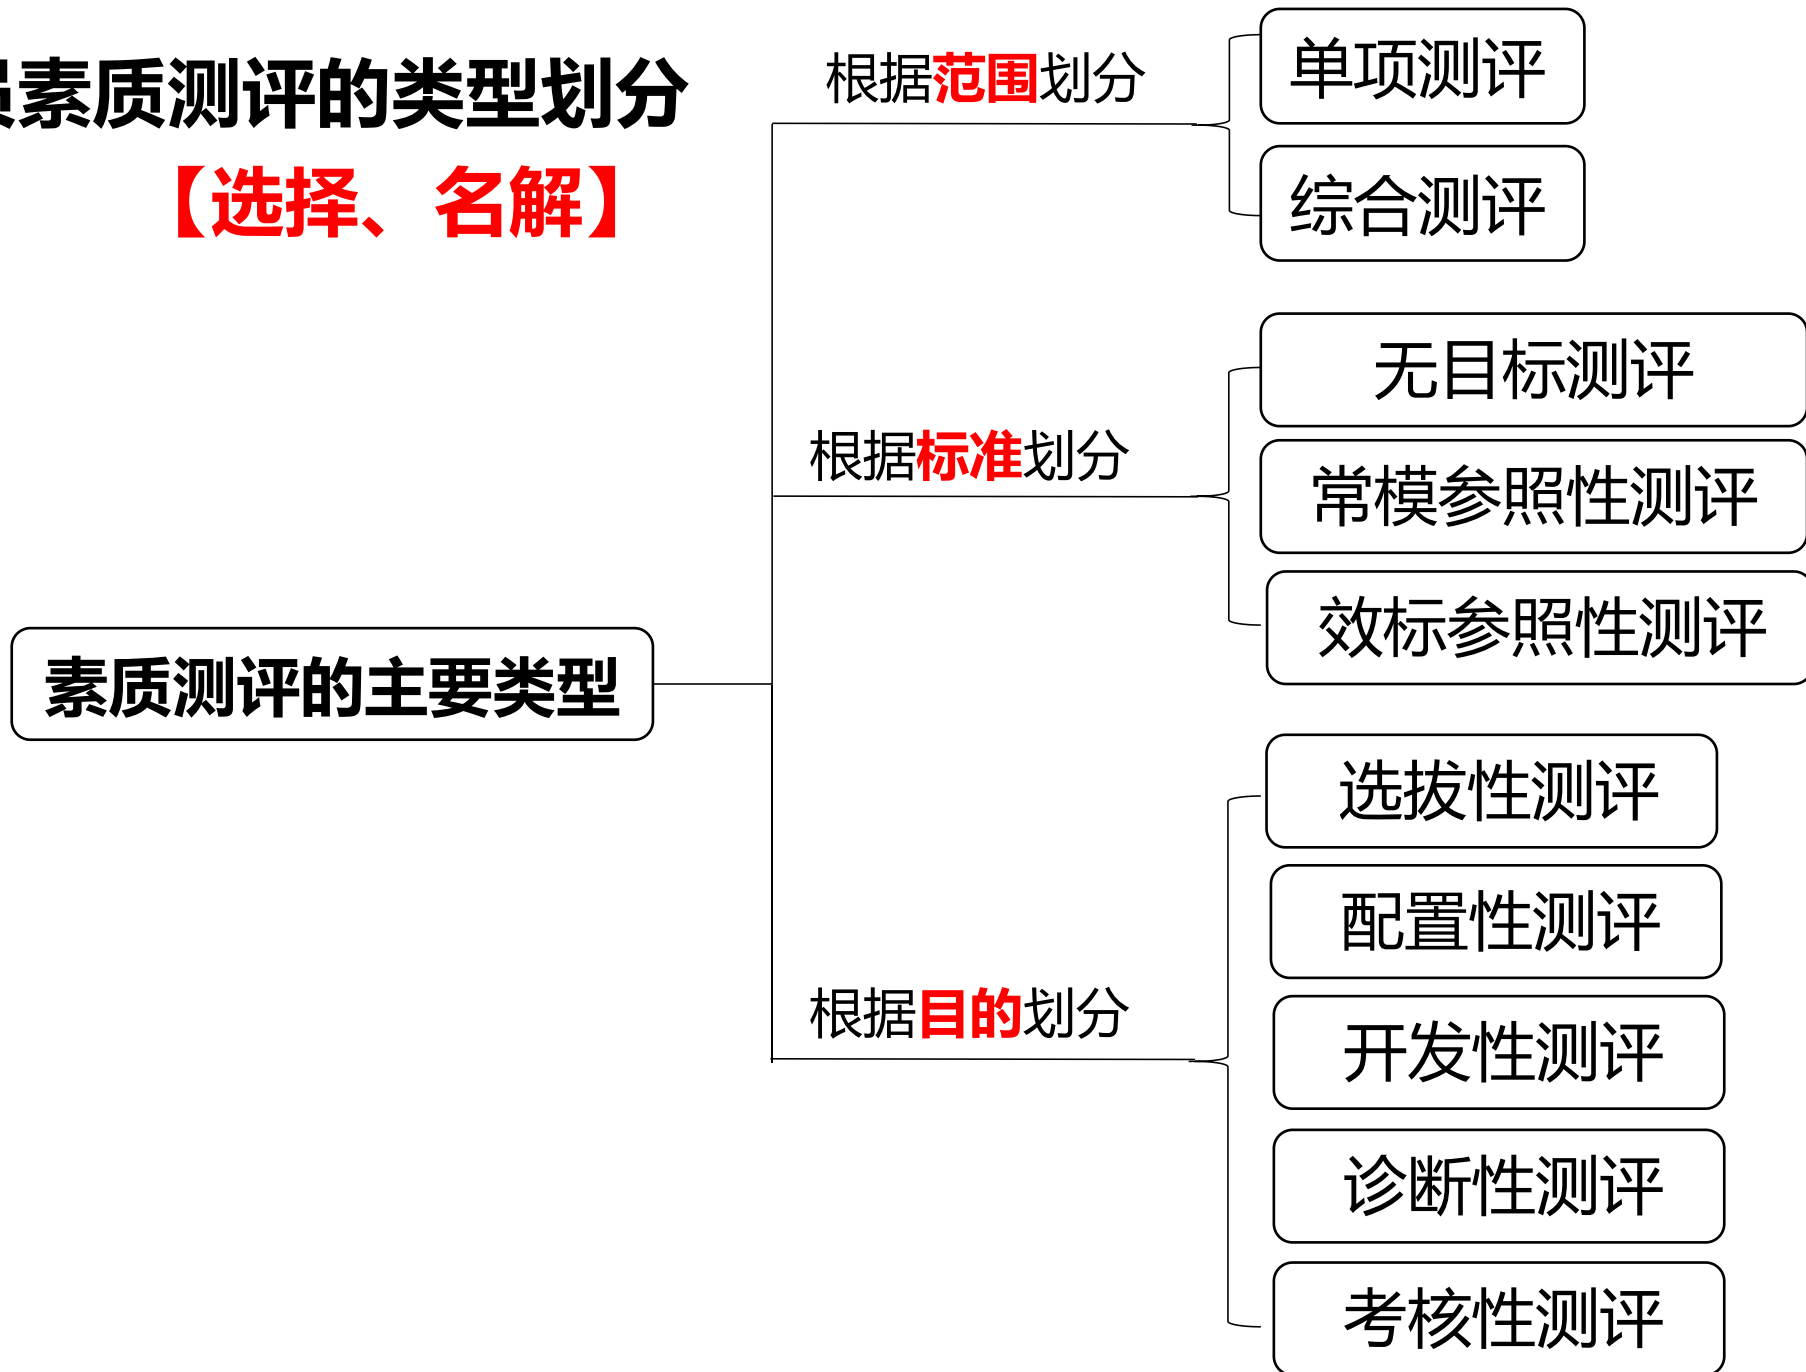 素质测评的类型划分
【选择、名解】
素质测评的主要类型
根据范围划分
单项测评
综合测评
根据标准划分
无目标测评
常模参照性测评
效标参照性测评
根据目的划分
选拔性测评
配置性测评
开发性测评
诊断性测评
考核性测评